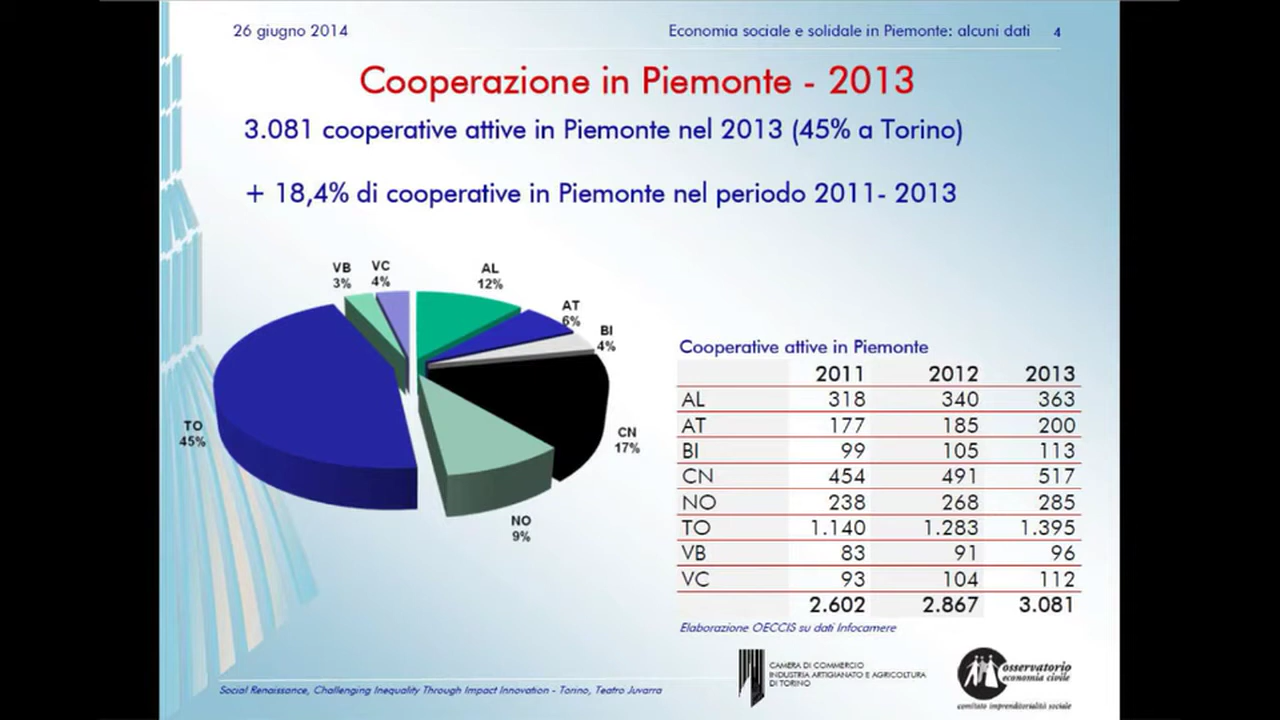 26 giugno 2014
Economia sociale e solidale in Piemonte: alcuni dati 4
Cooperazione in Piemonte - 2013
3.081 cooperative attive in Piemonte nel 2013 (45% a Torino)
+ 18,4% di cooperative in Piemonte nel periodo 2011- 2013
VB
3%
VC
4%
AL
12%
AT
6%
BI
4%
CN
17%
NO
9%
TO
45%
Cooperative attive in Piemonte
2011 2012 2013
AL 318 340 363
AT 177 185 200
BI 99 105 113
CN 454 491 517
NO 238 268 285
TO 1.140 1.283 1.395
VB 83 91 96
VC 93 104 112
2.602 2.867 3.081
Elaborazione OECCIS su dati Infocamere
CAMERA DI COMMERCIO
INDUSTRIA ARTIGIANATO E AGRICOLTURA
DI TORINO
osservatorio
economia civile
comitato imprenditorialità sociale
Social Renaissance, Challenging Inequality Through Impact Innovation - Torino, Teatro Juvarra